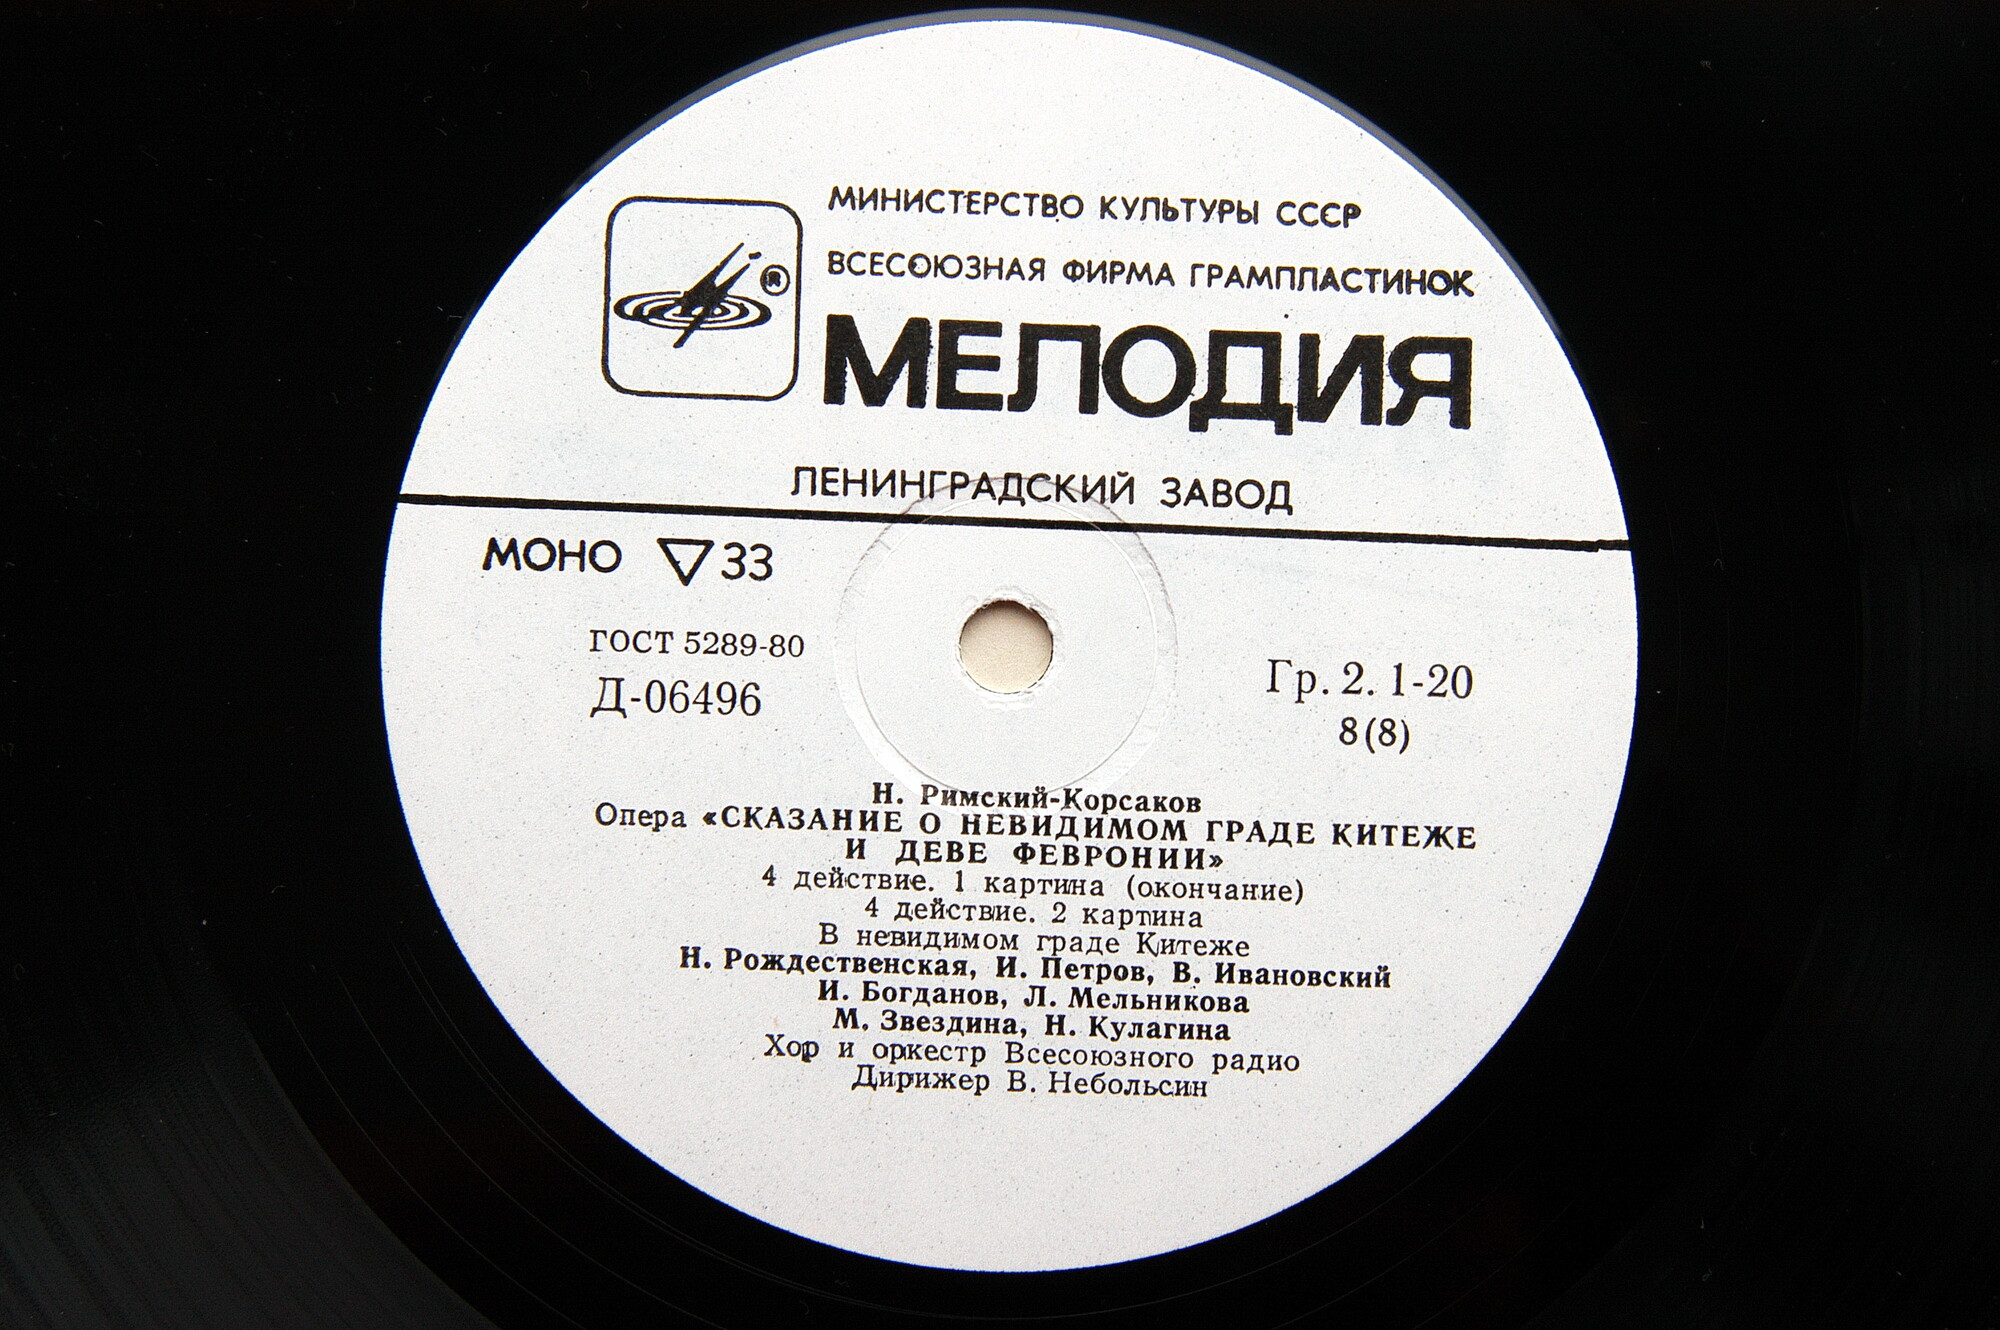 МИНИСТЕРСТВО КУЛЬТУРЫ СССР
ВСЕСОЮЗНАЯ ФИРМА ГРАМПЛАСТИНОК
®
МЕЛОДИЯ
ЛЕНИНГРАДСКИЙ ЗАВОД
МОНО ▽ 33
ГОСТ 5289-80
Д-06496
Гр. 2. 1-20
8(8)
Н. Римский-Корсаков
Опера «СКАЗАНИЕ О НЕВИДИМОМ ГРАДЕ КИТЕЖЕ
И ДЕВЕ ФЕВРОНИИ»
4 действие. 1 картина (окончание)
4 действие. 2 картина
В невидимом граде Китеже
Н. Рождественская, И. Петров, В. Ивановский
И. Богданов, Л. Мельникова
М. Звездина, Н. Кулагина
Хор и оркестр Всесоюзного радио
Дирижер В. Небольсин